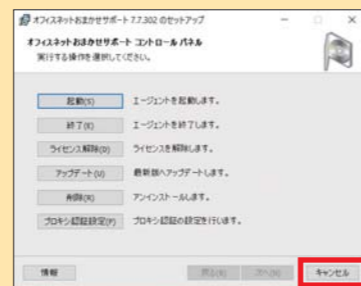 オフィスネットおまかせサポート 7.7.302 のセットアップ
オフィスネットおまかせサポート コントロール パネル
実行する操作を選択してください。
起動(S) エージェントを起動します。
終了(E) エージェントを終了します。
ライセンス解除(D) ライセンスを解除します。
アップデート(U) 最新版へアップデートします。
削除(R) アンインストールします。
プロキシ認証設定(P) プロキシ認証の設定を行います。
情報 戻る(B) 次へ(N) キャンセル